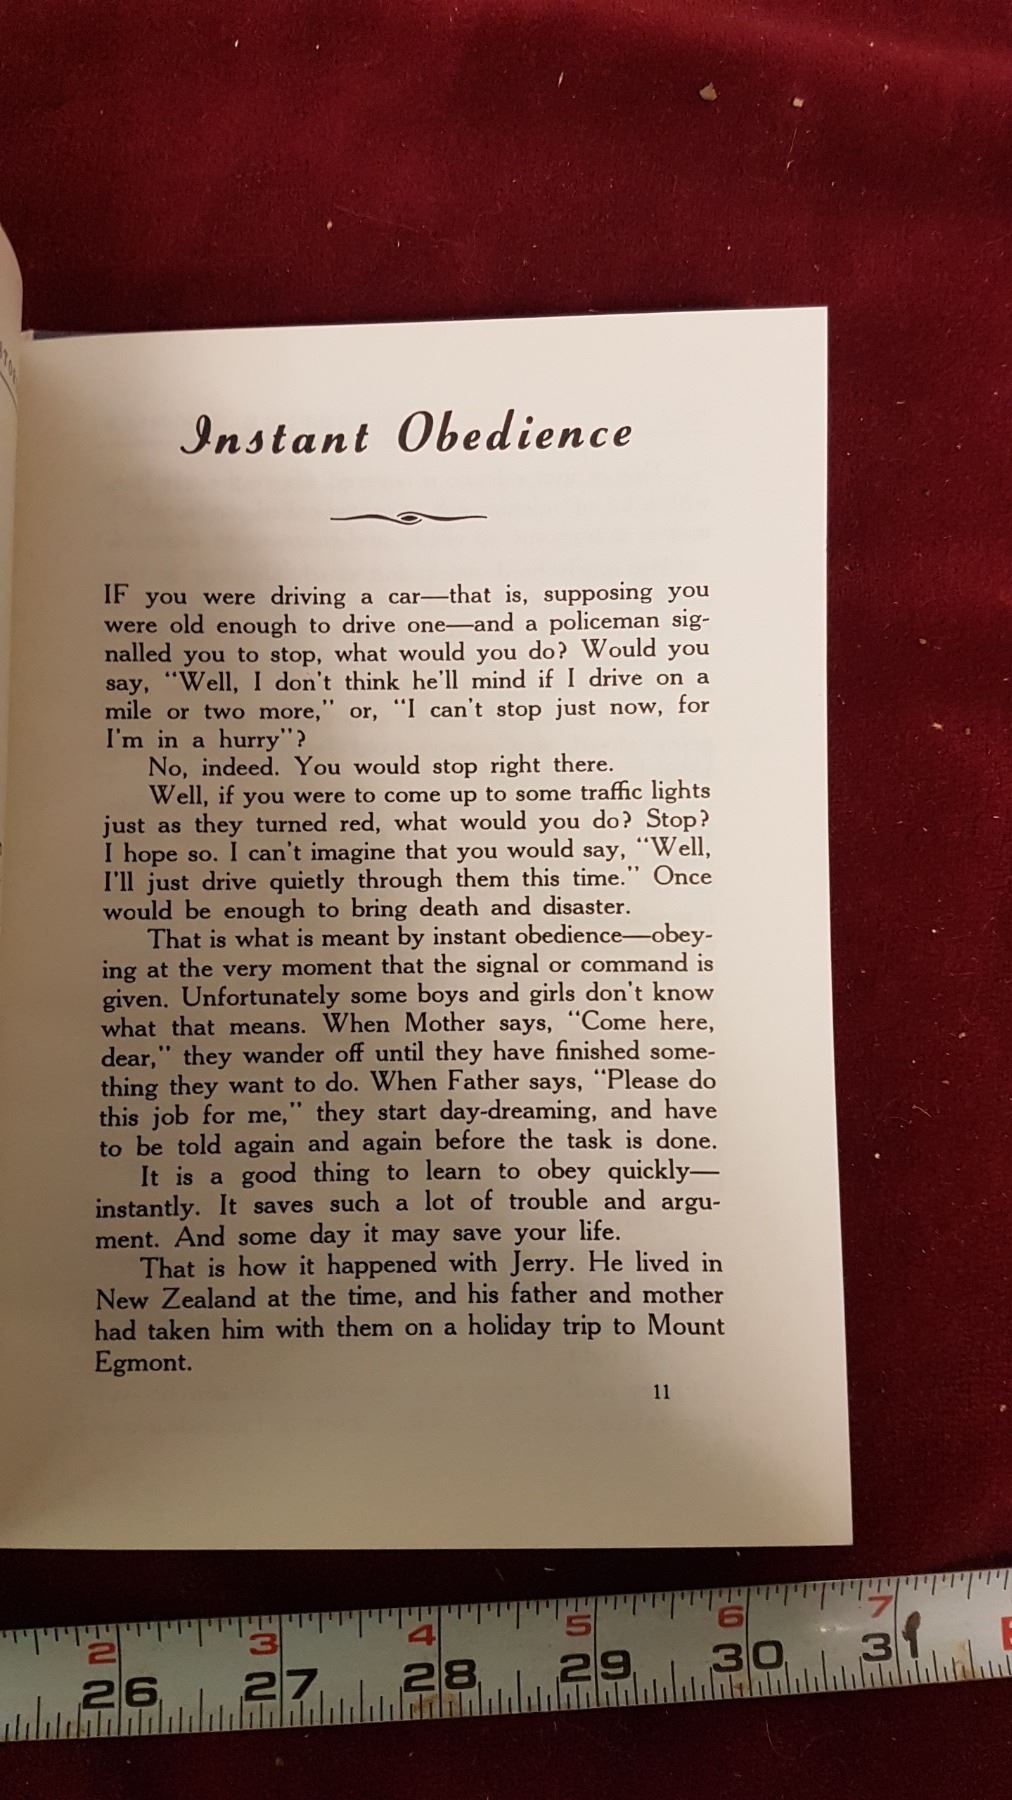 Instant Obedience
IF you were driving a car—that is, supposing you
were old enough to drive one—and a policeman sig-
nalled you to stop, what would you do? Would you
say, "Well, I don't think he'll mind if I drive on a
mile or two more," or, "I can't stop just now, for
I'm in a hurry"?
No, indeed. You would stop right there.
Well, if you were to come up to some traffic lights
just as they turned red, what would you do? Stop?
I hope so. I can't imagine that you would say, "Well,
I'll just drive quietly through them this time." Once
would be enough to bring death and disaster.
That is what is meant by instant obedience—obey-
ing at the very moment that the signal or command is
given. Unfortunately some boys and girls don't know
what that means. When Mother says, "Come here,
dear," they wander off until they have finished some-
thing they want to do. When Father says, "Please do
this job for me," they start day-dreaming, and have
to be told again and again before the task is done.
It is a good thing to learn to obey quickly—
instantly. It saves such a lot of trouble and argu-
ment. And some day it may save your life.
That is how it happened with Jerry. He lived in
New Zealand at the time, and his father and mother
had taken him with them on a holiday trip to Mount
Egmont.
11
2 3 4 5 6 7
26 27 28 29 30 31